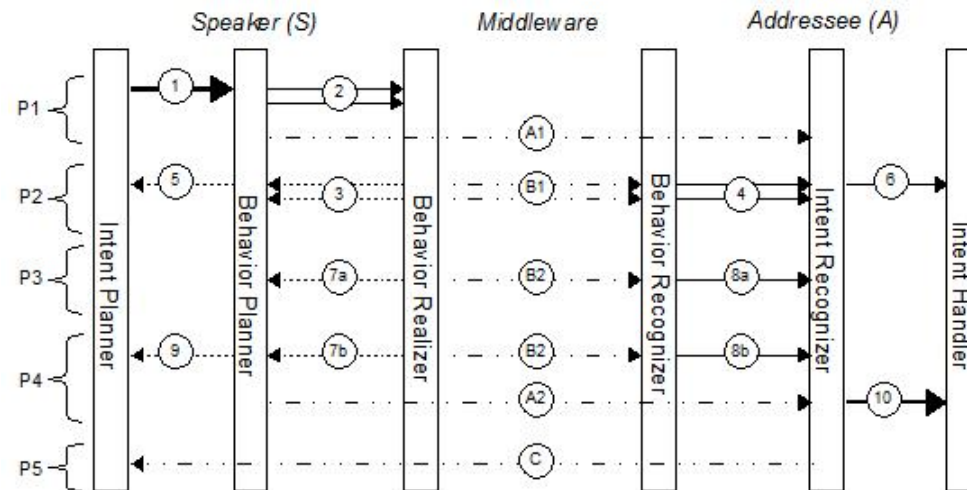 Speaker (S) Middleware Addressee (A)
P1 1 2
A1
P2 5 3 B1 4 6
P3 7a B2 8a
P4 9 7b B2 8b
A2 10
P5 C
Intent Planner
Behavior Planner
Behavior Realizer
Behavior Recognizer
Intent Recognizer
Intent Handler